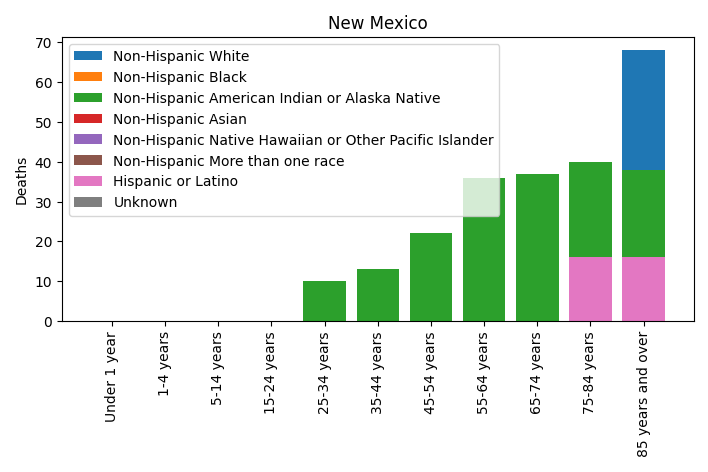 New Mexico
Non-Hispanic White
Non-Hispanic Black
Non-Hispanic American Indian or Alaska Native
Non-Hispanic Asian
Non-Hispanic Native Hawaiian or Other Pacific Islander
Non-Hispanic More than one race
Hispanic or Latino
Unknown
Deaths
70
60
50
40
30
20
10
0
Under 1 year
1-4 years
5-14 years
15-24 years
25-34 years
35-44 years
45-54 years
55-64 years
65-74 years
75-84 years
85 years and over